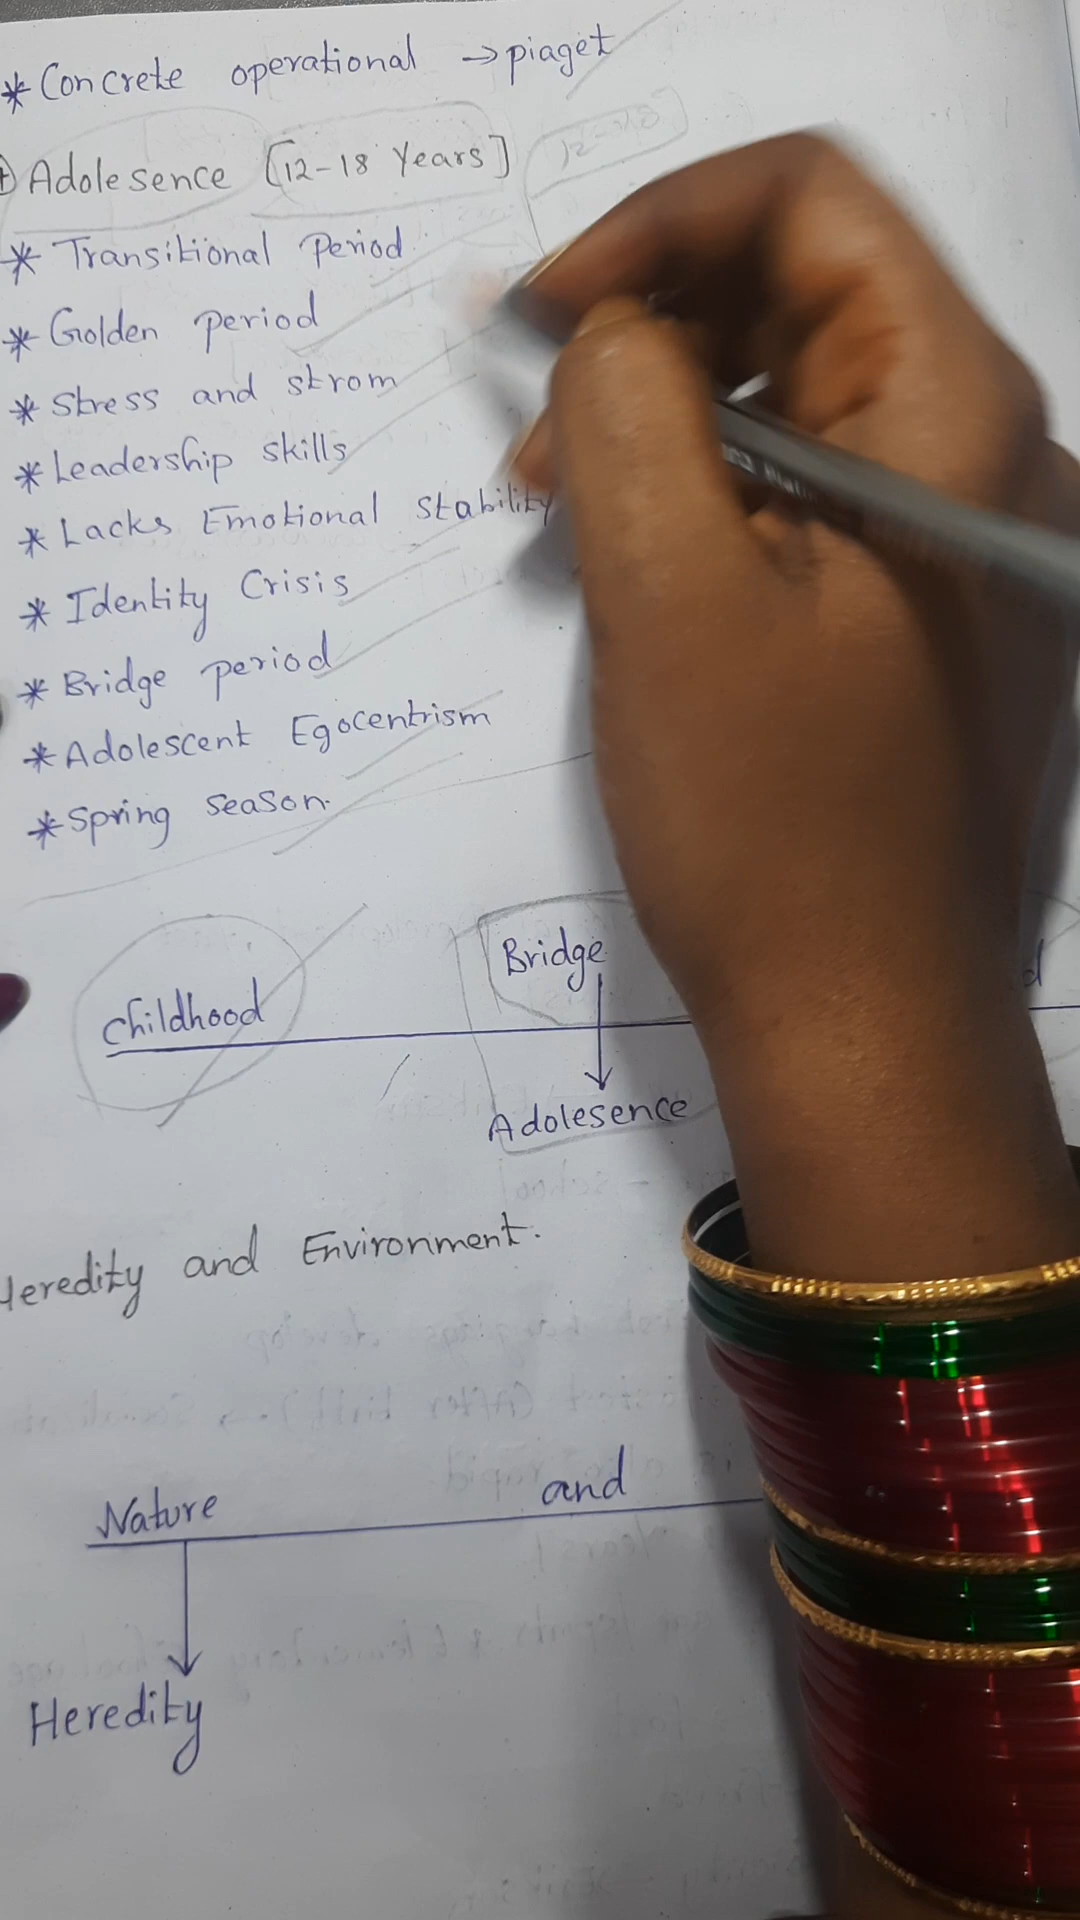 * Concrete operational → piaget
Adolesence [12-18 Years]
* Transitional Period
* Golden period
* Stress and strom
* Leadership skills
* Lacks Emotional Stability
* Identity Crisis
* Bridge period
* Adolescent Egocentrism
* Spring season.
Bridge
childhood
Adolesence
Heredity and Environment.
Nature and
Heredity